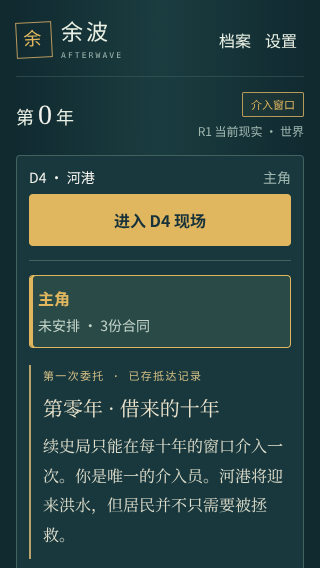 余
余波
AFTERWAVE
档案 设置
第0年
介入窗口
R1 当前现实 · 世界
D4 · 河港 主角
进入 D4 现场
主角
未安排 · 3份合同
第一次委托 · 已存抵达记录
第零年 · 借来的十年
续史局只能在每十年的窗口介入一
次。你是唯一的介入员。河港将迎
来洪水，但居民并不只需要被拯
救。